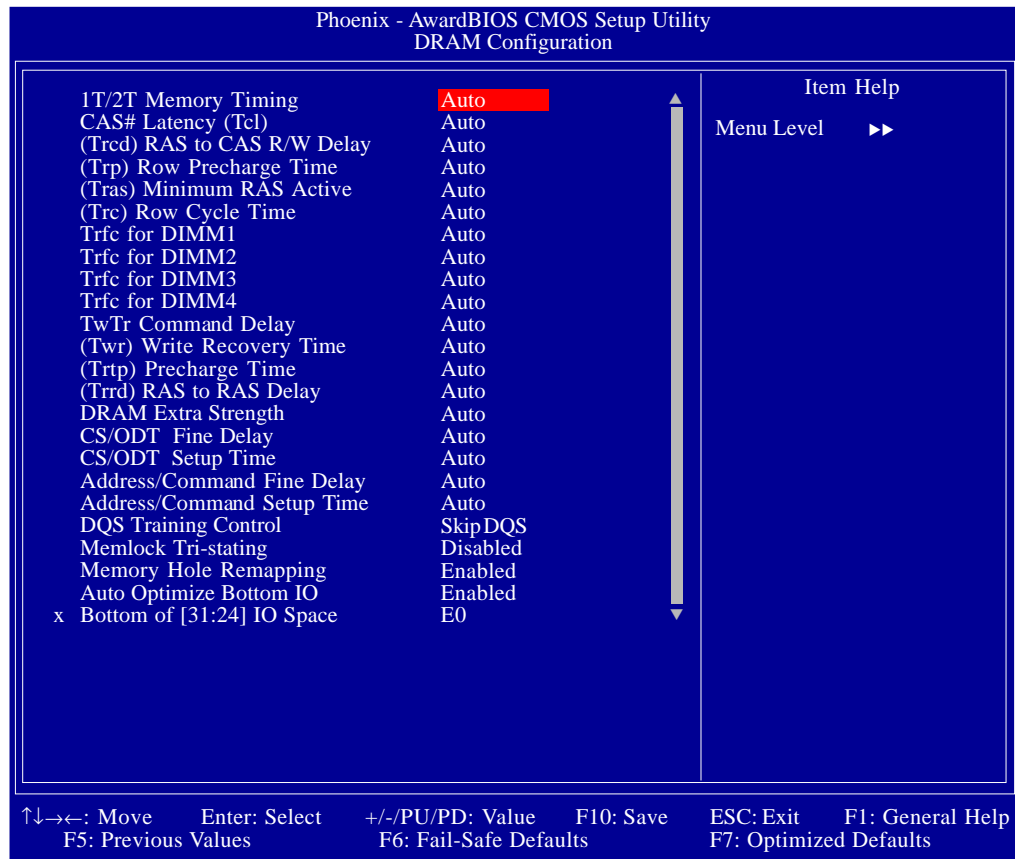 Phoenix - AwardBIOS CMOS Setup Utility
DRAM Configuration
1T/2T Memory Timing Auto
CAS# Latency (Tcl) Auto
(Trcd) RAS to CAS R/W Delay Auto
(Trp) Row Precharge Time Auto
(Tras) Minimum RAS Active Auto
(Trc) Row Cycle Time Auto
Trfc for DIMM1 Auto
Trfc for DIMM2 Auto
Trfc for DIMM3 Auto
Trfc for DIMM4 Auto
TwTr Command Delay Auto
(Twr) Write Recovery Time Auto
(Trtp) Precharge Time Auto
(Trrd) RAS to RAS Delay Auto
DRAM Extra Strength Auto
CS/ODT Fine Delay Auto
CS/ODT Setup Time Auto
Address/Command Fine Delay Auto
Address/Command Setup Time Auto
DQS Training Control Skip DQS
Memlock Tri-stating Disabled
Memory Hole Remapping Enabled
Auto Optimize Bottom IO Enabled
x Bottom of [31:24] IO Space E0
Item Help
Menu Level ▸▸
↑↓→←: Move Enter: Select +/-/PU/PD: Value F10: Save ESC: Exit F1: General Help
F5: Previous Values F6: Fail-Safe Defaults F7: Optimized Defaults